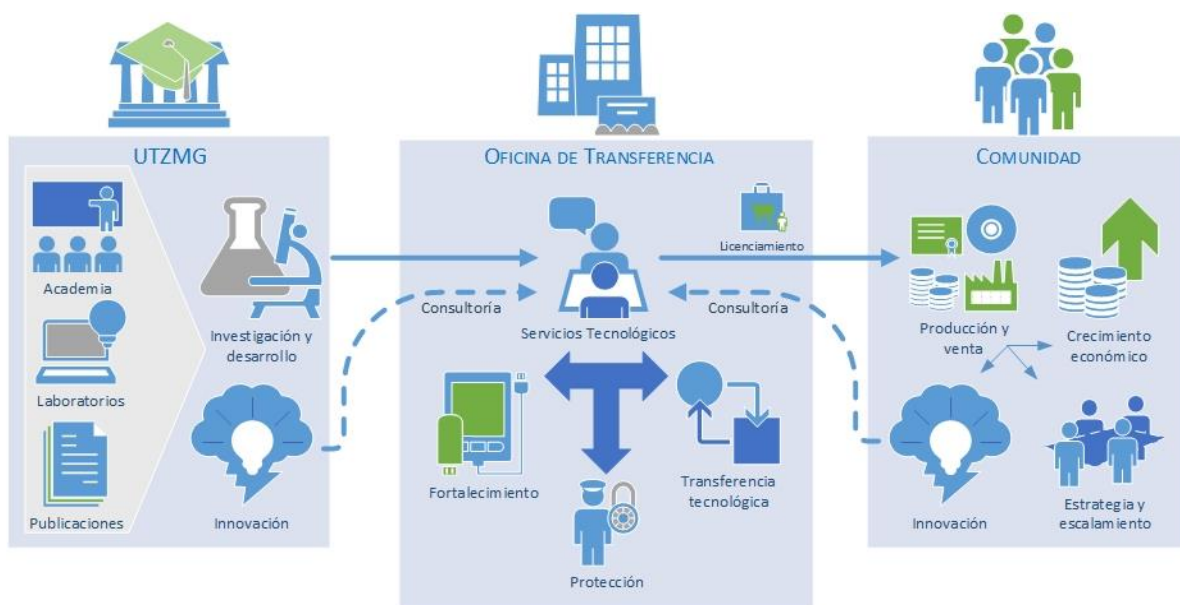 UTZMG
Academia
Laboratorios
Publicaciones
Investigación y
desarrollo
Innovación
OFICINA DE TRANSFERENCIA
Consultoría
Servicios Tecnológicos
Licenciamiento
Consultoría
Fortalecimiento
Transferencia
tecnológica
Protección
COMUNIDAD
Producción y
venta
Crecimiento
económico
Innovación
Estrategia y
escalamiento